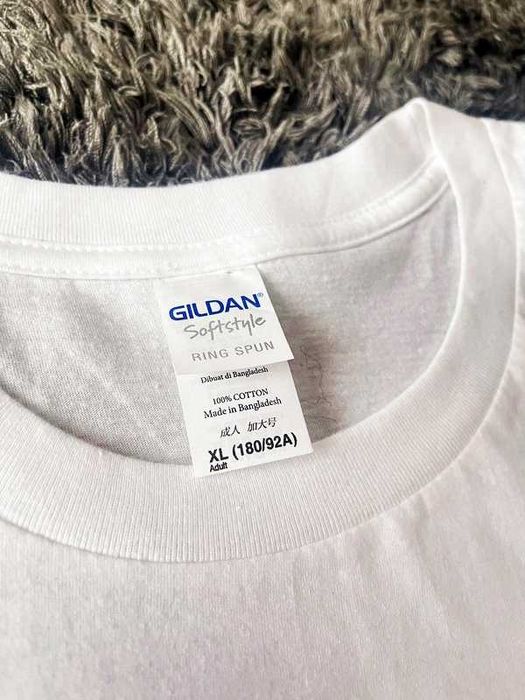 GILDAN®
Softstyle
RING SPUN
Dibuat di Bangladesh
100% COTTON
Made in Bangladesh
成人 加大号
XL (180/92A)
Adult